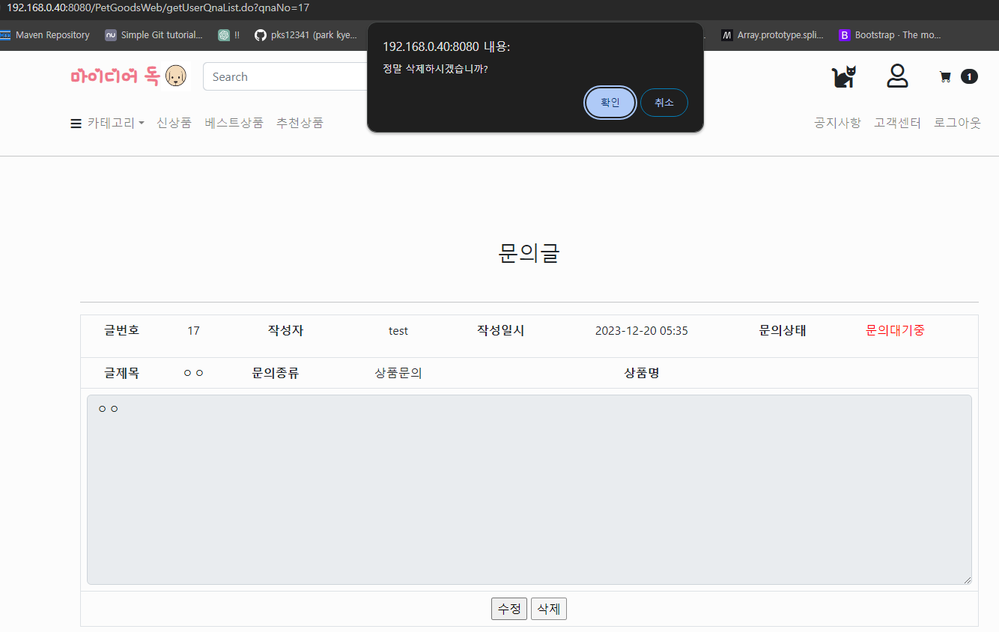 192.168.0.40:8080/PetGoodsWeb/getUserQnaList.do?qnaNo=17
Maven Repository
nu Simple Git tutorial...
!!
pks12341 (park kye...
Array.prototype.spli...
B Bootstrap · The mo...
192.168.0.40:8080 내용:
정말 삭제하시겠습니까?
확인 취소
마이디어 독
Search
1
카테고리 신상품 베스트상품 추천상품
공지사항 고객센터 로그아웃
문의글
글번호 17 작성자 test 작성일시 2023-12-20 05:35 문의상태 문의대기중
글제목 ㅇㅇ 문의종류 상품문의 상품명
ㅇㅇ
수정 삭제